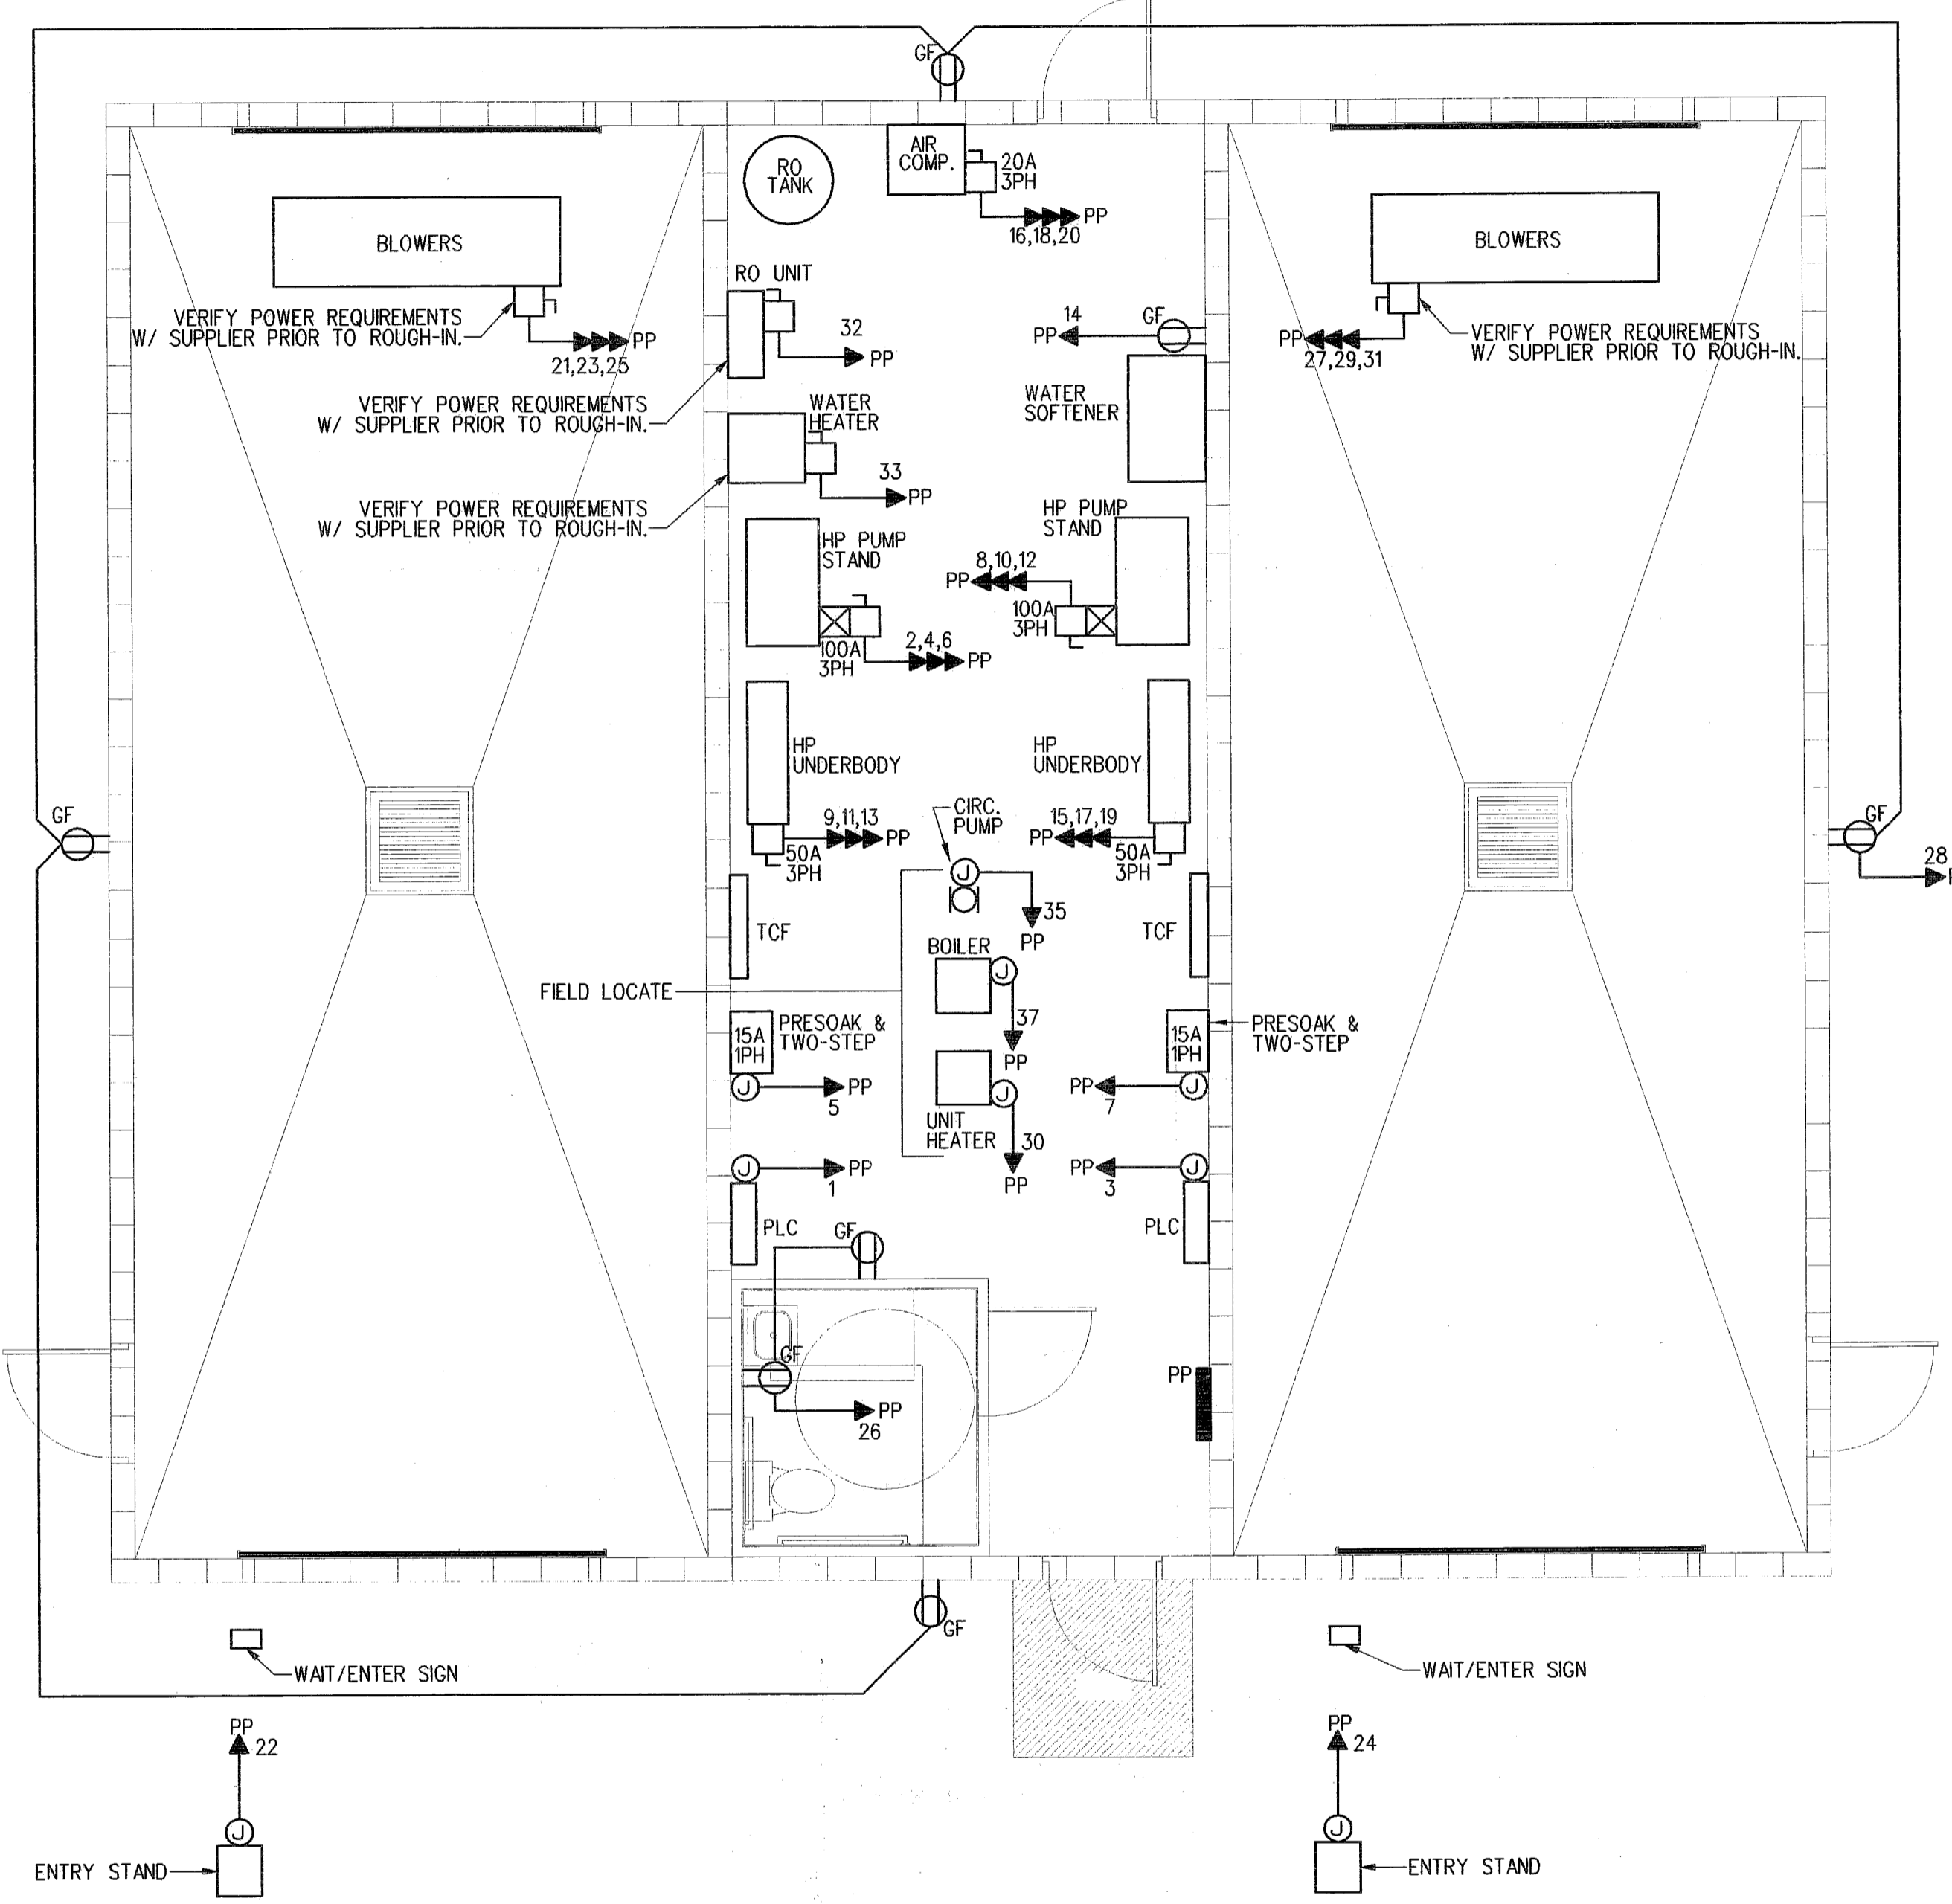 GF
AIR
COMP.
20A
3PH
PP
16,18,20
RO
TANK
BLOWERS
VERIFY POWER REQUIREMENTS
W/ SUPPLIER PRIOR TO ROUGH-IN.
PP
21,23,25
RO UNIT
32
PP
VERIFY POWER REQUIREMENTS
W/ SUPPLIER PRIOR TO ROUGH-IN.
14
GF
PP
BLOWERS
PP
27,29,31
VERIFY POWER REQUIREMENTS
W/ SUPPLIER PRIOR TO ROUGH-IN.
WATER
HEATER
33
PP
VERIFY POWER REQUIREMENTS
W/ SUPPLIER PRIOR TO ROUGH-IN.
WATER
SOFTENER
HP PUMP
STAND
100A
3PH
2,4,6
PP
HP PUMP
STAND
8,10,12
PP
100A
3PH
HP
UNDERBODY
9,11,13
PP
50A
3PH
HP
UNDERBODY
15,17,19
PP
50A
3PH
CIRC.
PUMP
J
35
PP
GF
GF
28
TCF
TCF
BOILER
J
37
PP
FIELD LOCATE
15A
1PH
PRESOAK &
TWO-STEP
J
PP
5
15A
1PH
PRESOAK &
TWO-STEP
J
PP
7
UNIT
HEATER
J
30
PP
J
PP
1
PLC
J
PP
3
PLC
GF
GF
PP
26
PP
GF
WAIT/ENTER SIGN
WAIT/ENTER SIGN
PP
22
J
ENTRY STAND
PP
24
J
ENTRY STAND